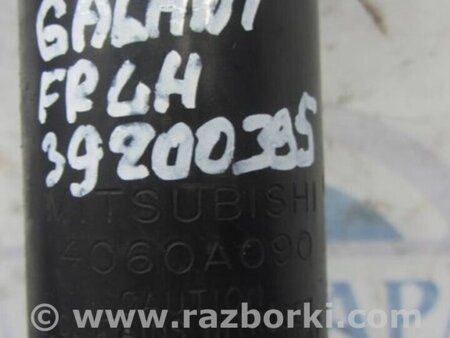 GALANT
FR LH
39200395
MITSUBISHI
4060A090
CAUTION
www.razborki.com